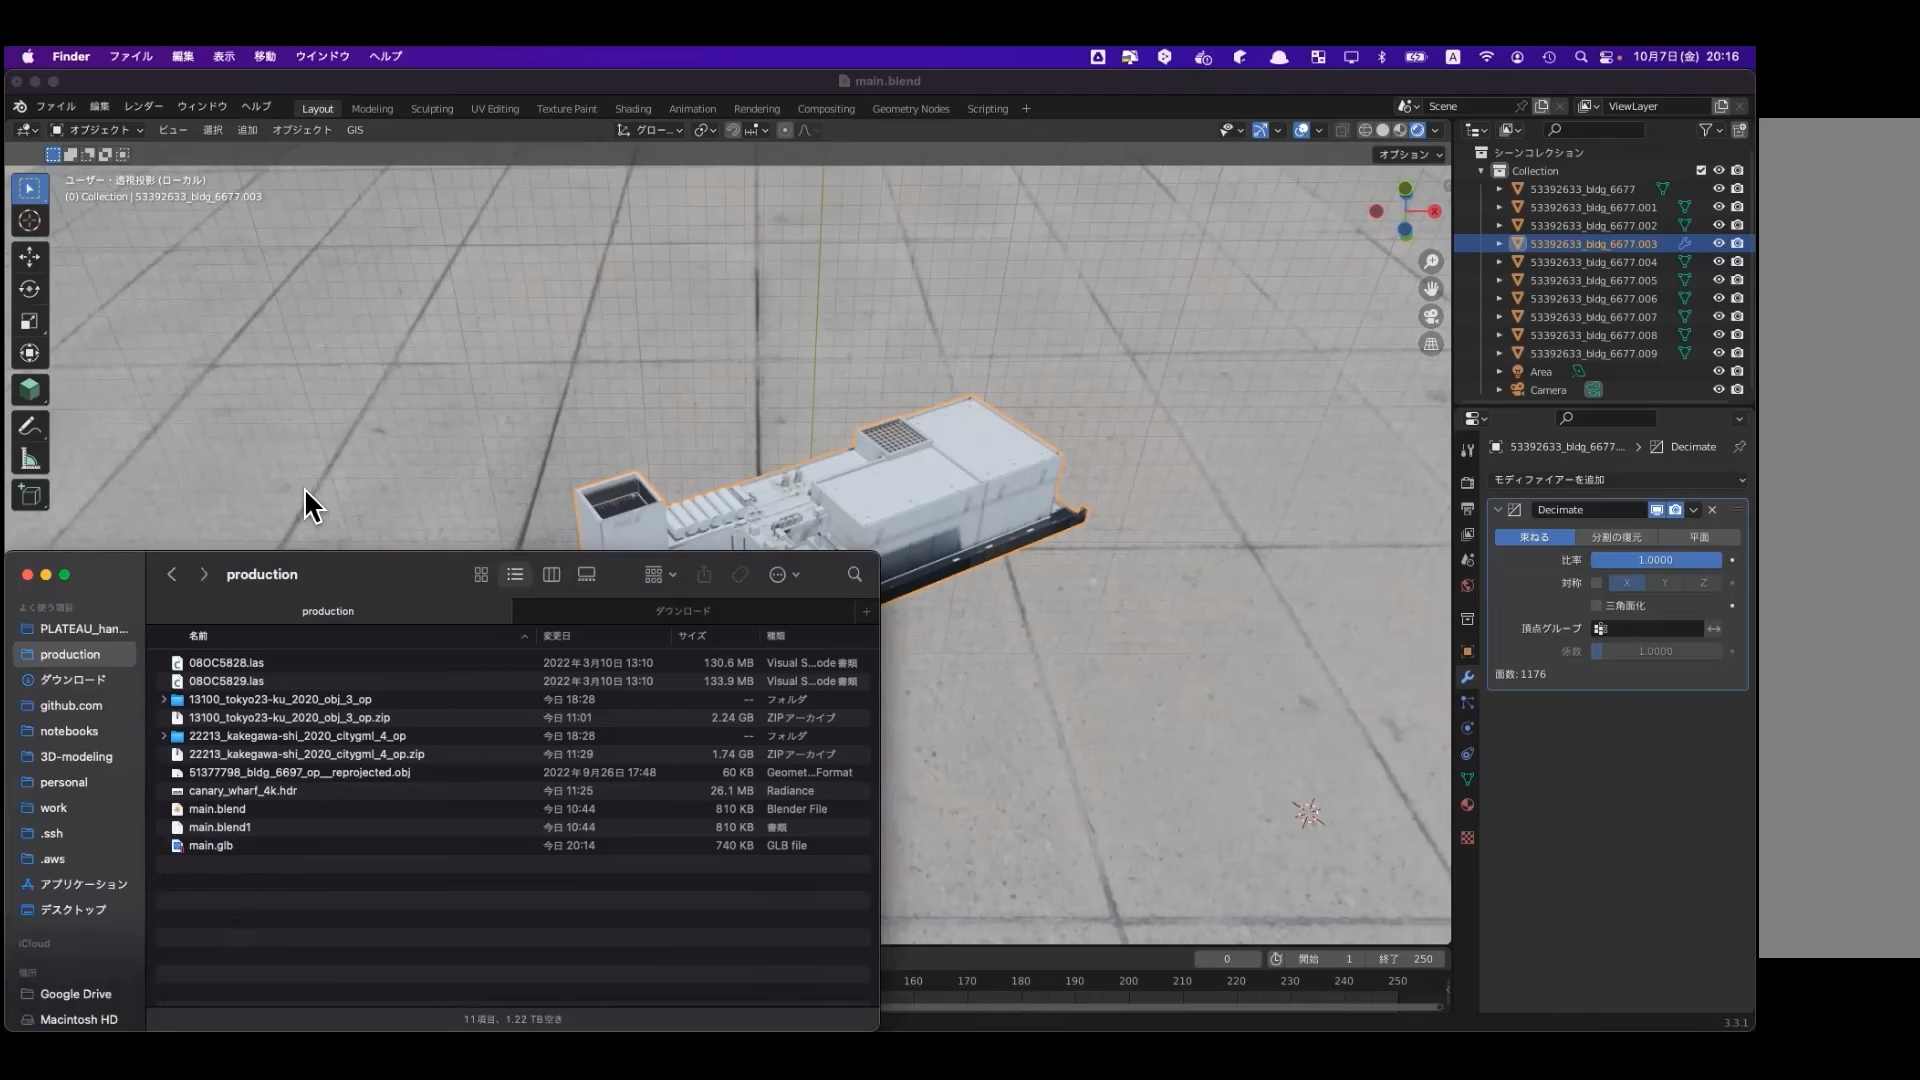 Finder ファイル 編集 表示 移動 ウインドウ ヘルプ A 10月7日(金) 20:16
main.blend
ファイル 編集 レンダー ウィンドウ ヘルプ Layout Modeling Sculpting UV Editing Texture Paint Shading Animation Rendering Compositing Geometry Nodes Scripting + Scene ViewLayer
オブジェクト ビュー 選択 追加 オブジェクト GIS グロー...
オプション
ユーザー・透視投影 (ローカル)
(0) Collection | 53392633_bldg_6677.003
X
シーンコレクション
Collection
53392633_bldg_6677
53392633_bldg_6677.001
53392633_bldg_6677.002
53392633_bldg_6677.003
53392633_bldg_6677.004
53392633_bldg_6677.005
53392633_bldg_6677.006
53392633_bldg_6677.007
53392633_bldg_6677.008
53392633_bldg_6677.009
Area
Camera
53392633_bldg_6677.... Decimate
モディファイアーを追加
Decimate
束ねる 分割の復元 平面
比率 1.0000
対称 X Y Z
三角面化
頂点グループ
係数 1.0000
面数: 1176
production
production ダウンロード +
よく使う項目
PLATEAU_han...
production
ダウンロード
github.com
notebooks
3D-modeling
personal
work
.ssh
.aws
アプリケーション
デスクトップ
iCloud
場所
Google Drive
Macintosh HD
名前 変更日 サイズ 種類
08OC5828.las 2022年3月10日 13:10 130.6 MB Visual S...ode書類
08OC5829.las 2022年3月10日 13:10 133.9 MB Visual S...ode書類
13100_tokyo23-ku_2020_obj_3_op 今日 18:28 -- フォルダ
13100_tokyo23-ku_2020_obj_3_op.zip 今日 11:01 2.24 GB ZIPアーカイブ
22213_kakegawa-shi_2020_citygml_4_op 今日 18:28 -- フォルダ
22213_kakegawa-shi_2020_citygml_4_op.zip 今日 11:29 1.74 GB ZIPアーカイブ
51377798_bldg_6697_op__reprojected.obj 2022年9月26日 17:48 60 KB Geomet...Format
canary_wharf_4k.hdr 今日 11:25 26.1 MB Radiance
main.blend 今日 10:44 810 KB Blender File
main.blend1 今日 10:44 810 KB 書類
main.glb 今日 20:14 740 KB GLB file
11項目、1.22 TB空き
0 開始 1 終了 250
160 170 180 190 200 210 220 230 240 250
3.3.1